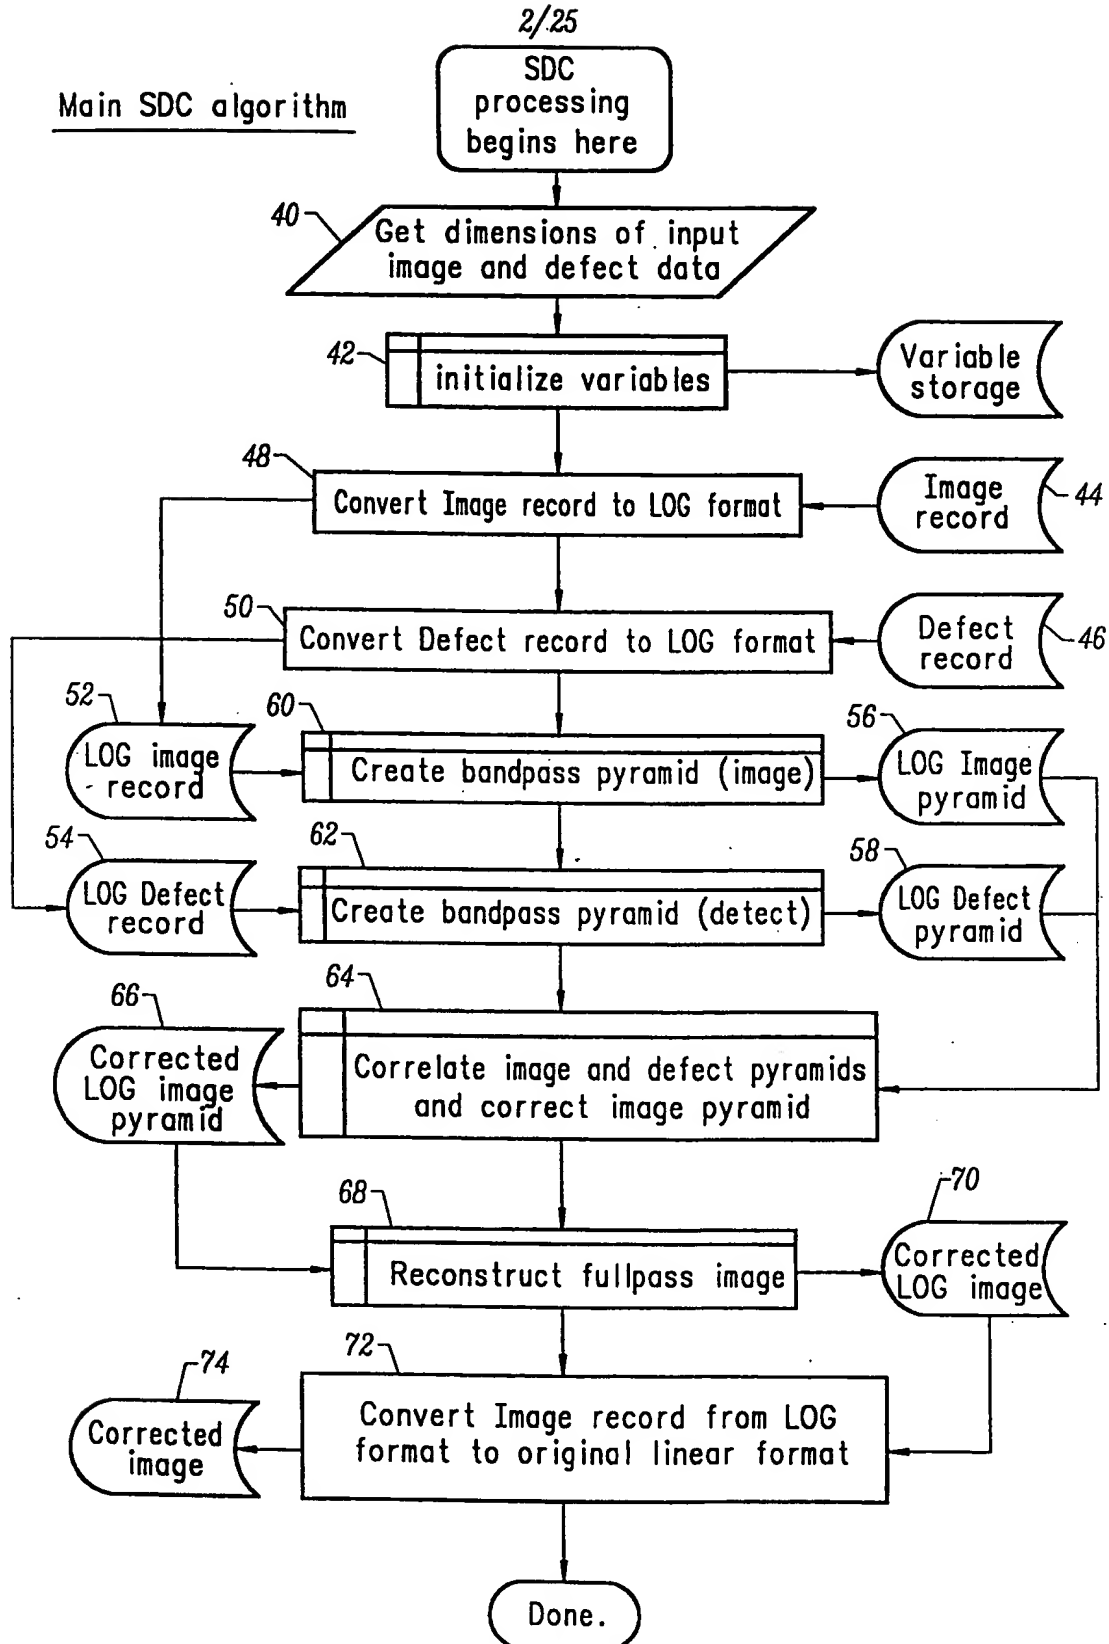 2/25
Main SDC algorithm
SDC
processing
begins here
40
Get dimensions of input
image and defect data
42
initialize variables
Variable
storage
48
Convert Image record to LOG format
Image
record
44
50
Convert Defect record to LOG format
Defect
record
46
52
LOG image
record
60
Create bandpass pyramid (image)
56
LOG Image
pyramid
54
LOG Defect
record
62
Create bandpass pyramid (detect)
58
LOG Defect
pyramid
64
Correlate image and defect pyramids
and correct image pyramid
66
Corrected
LOG image
pyramid
68
Reconstruct fullpass image
70
Corrected
LOG image
72
Convert Image record from LOG
format to original linear format
74
Corrected
image
Done.